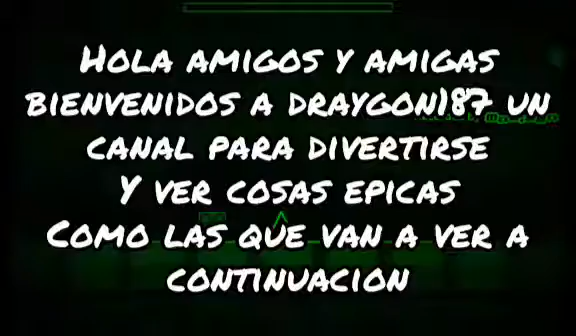 Hola amigos y amigas
bienvenidos a draygon187 un
canal para divertirse
Y ver cosas epicas
Como las que van a ver a
continuacion